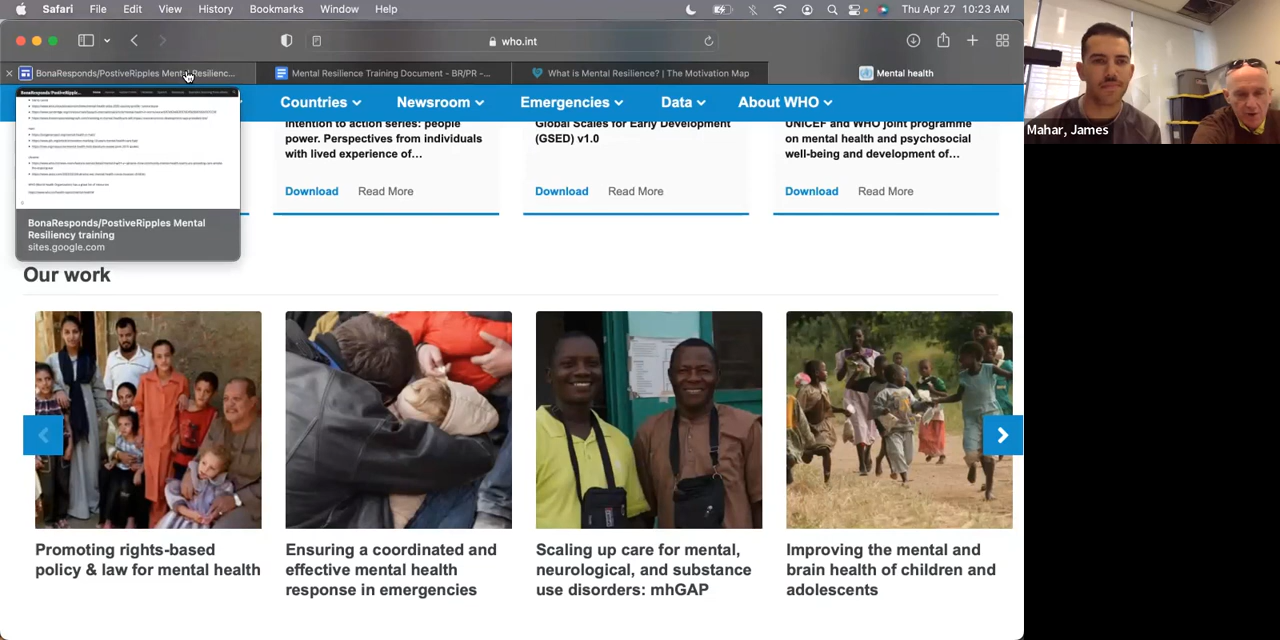 Safari File Edit View History Bookmarks Window Help Thu Apr 27 10:23 AM
who.int
BonaResponds/PostiveRipples Mental Resilienc...
Mental Resilience Training Document - BR/PR -...
What is Mental Resilience? | The Motivation Map
Mental health
Countries Newsroom Emergencies Data About WHO
Intention to action series: people
power. Perspectives from individuals
with lived experience of...
Download Read More
Global Scales for Early Development
(GSED) v1.0
Download Read More
UNICEF and WHO joint programme
on mental health and psychosocial
well-being and development of...
Download Read More
BonaResponds/PostiveRipples Mental
Resiliency training
sites.google.com
Our work
Promoting rights-based
policy & law for mental health
Ensuring a coordinated and
effective mental health
response in emergencies
Scaling up care for mental,
neurological, and substance
use disorders: mhGAP
Improving the mental and
brain health of children and
adolescents
Mahar, James